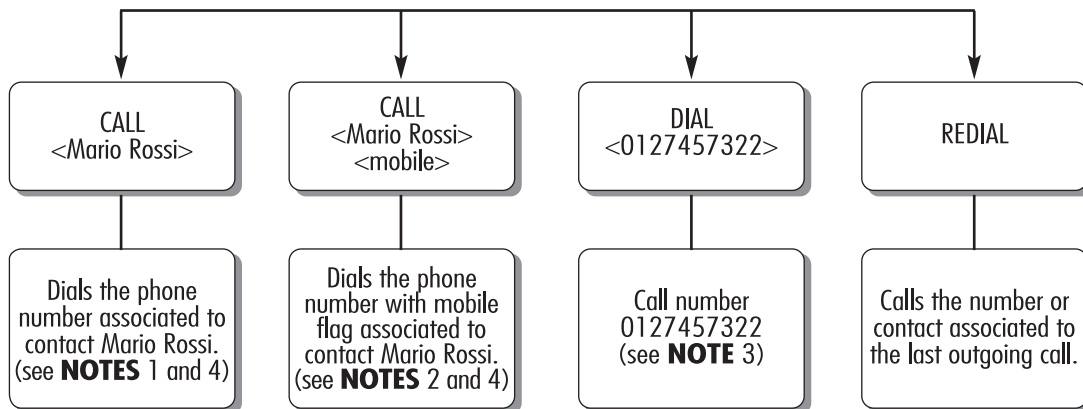 CALL
<Mario Rossi>
CALL
<Mario Rossi>
<mobile>
DIAL
<0127457322>
REDIAL
Dials the phone
number associated to
contact Mario Rossi.
(see NOTES 1 and 4)
Dials the phone
number with mobile
flag associated to
contact Mario Rossi.
(see NOTES 2 and 4)
Call number
0127457322
(see NOTE 3)
Calls the number or
contact associated to
the last outgoing call.